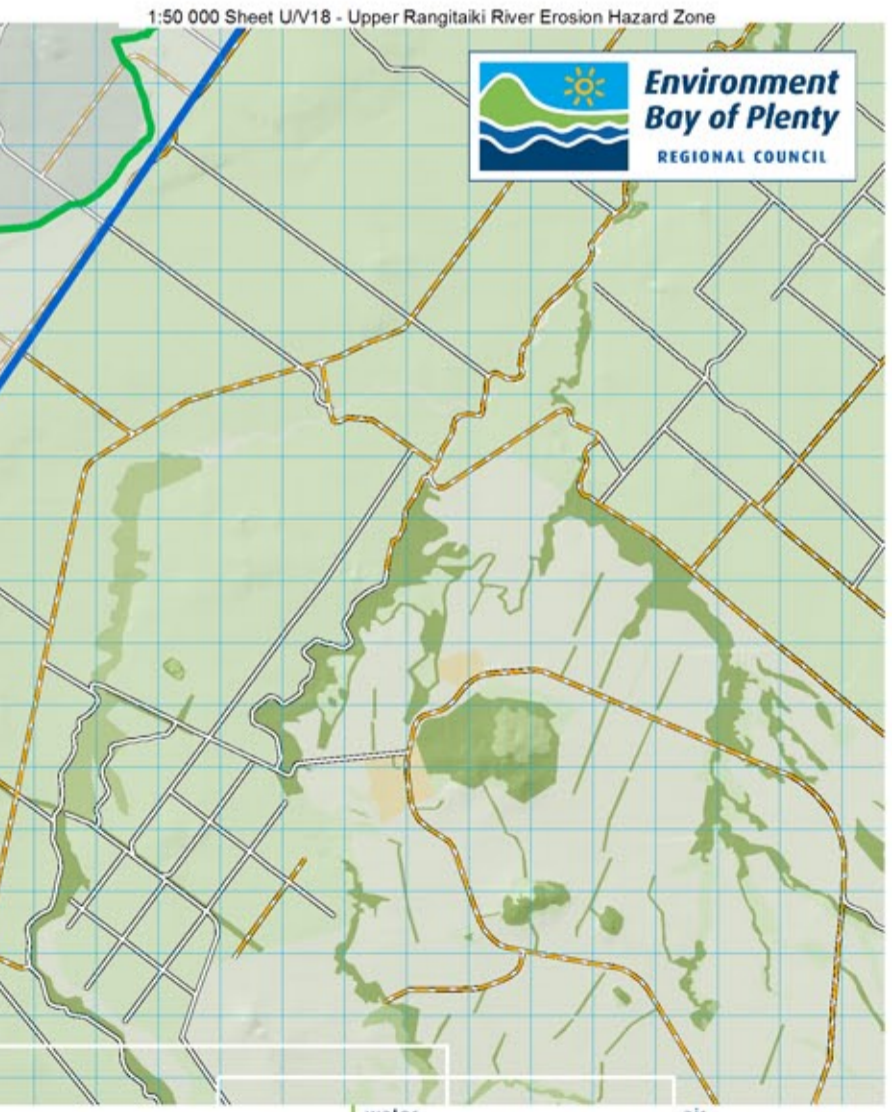 1:50 000 Sheet U/V18 - Upper Rangitaiki River Erosion Hazard Zone
Environment
Bay of Plenty
REGIONAL COUNCIL